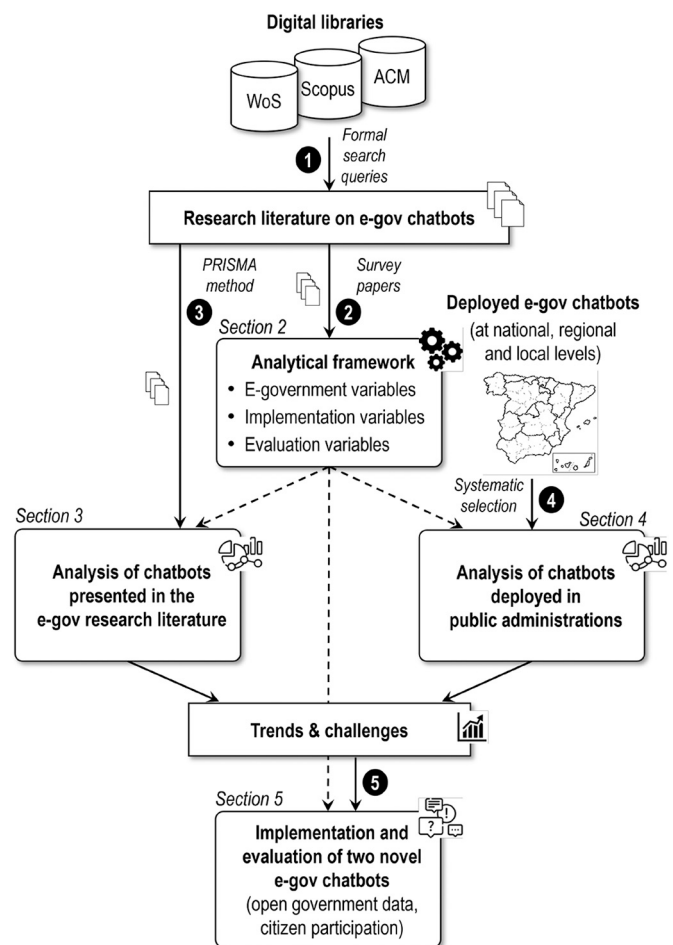 Digital libraries
WoS
Scopus
ACM
1
Formal
search
queries
Research literature on e-gov chatbots
PRISMA
method
3
Survey
papers
2
Section 2
Analytical framework
• E-government variables
• Implementation variables
• Evaluation variables
Deployed e-gov chatbots
(at national, regional
and local levels)
Systematic
selection
4
Section 3
Analysis of chatbots
presented in the
e-gov research literature
Section 4
Analysis of chatbots
deployed in
public administrations
Trends & challenges
5
Section 5
Implementation and
evaluation of two novel
e-gov chatbots
(open government data,
citizen participation)
!
?